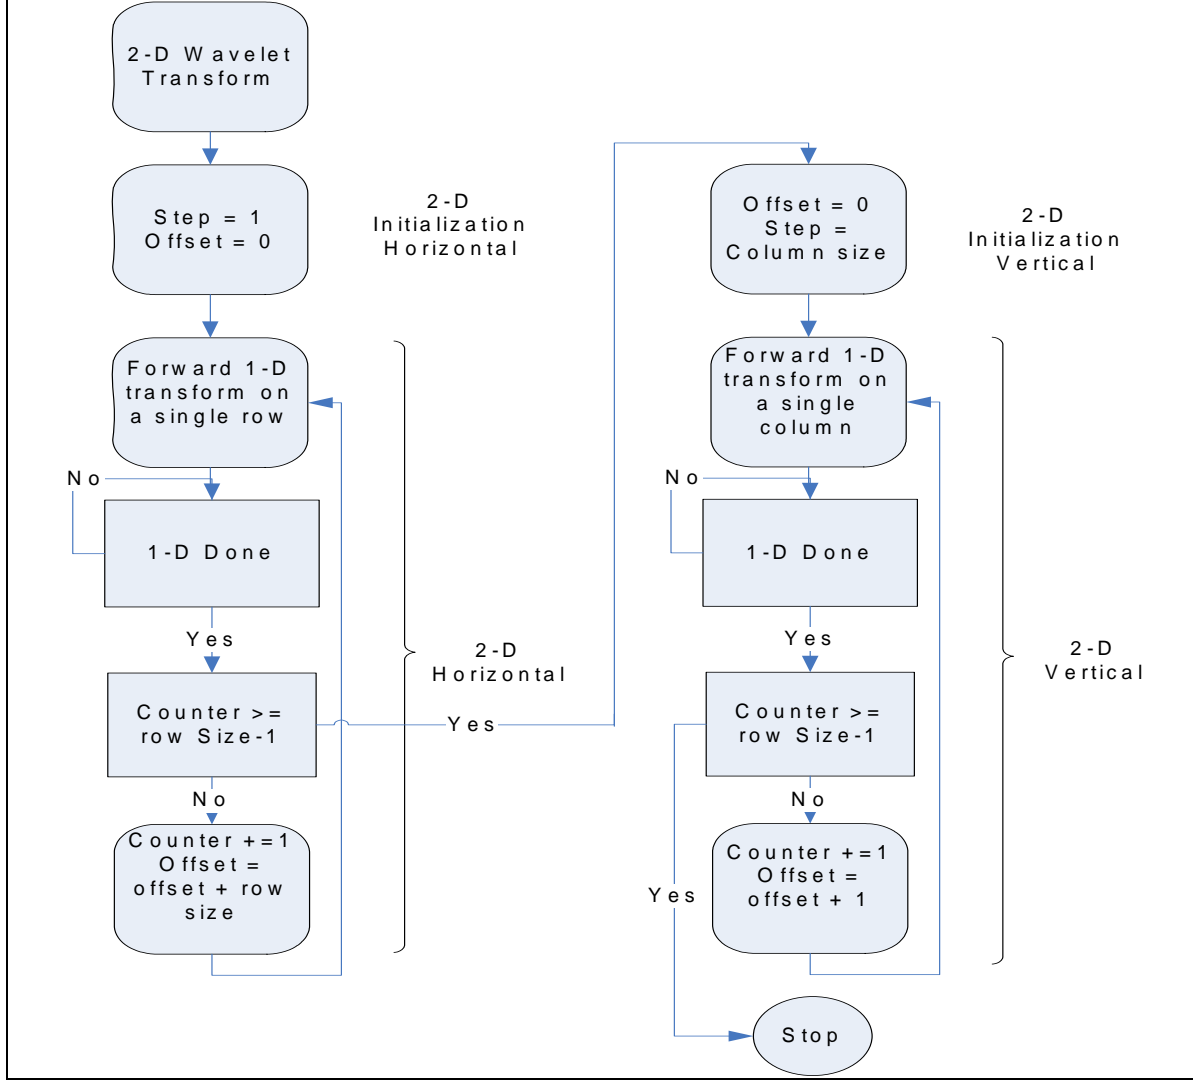 2-D Wavelet
Transform
Step = 1
Offset = 0
2-D
Initialization
Horizontal
Forward 1-D
transform on
a single row
No
1-D Done
Yes
Counter >=
row Size-1
Yes
No
Counter +=1
Offset =
offset + row
size
2-D
Horizontal
Offset = 0
Step =
Column size
2-D
Initialization
Vertical
Forward 1-D
transform on
a single
column
No
1-D Done
Yes
Counter >=
row Size-1
No
Counter +=1
Offset =
offset + 1
Yes
2-D
Vertical
Stop